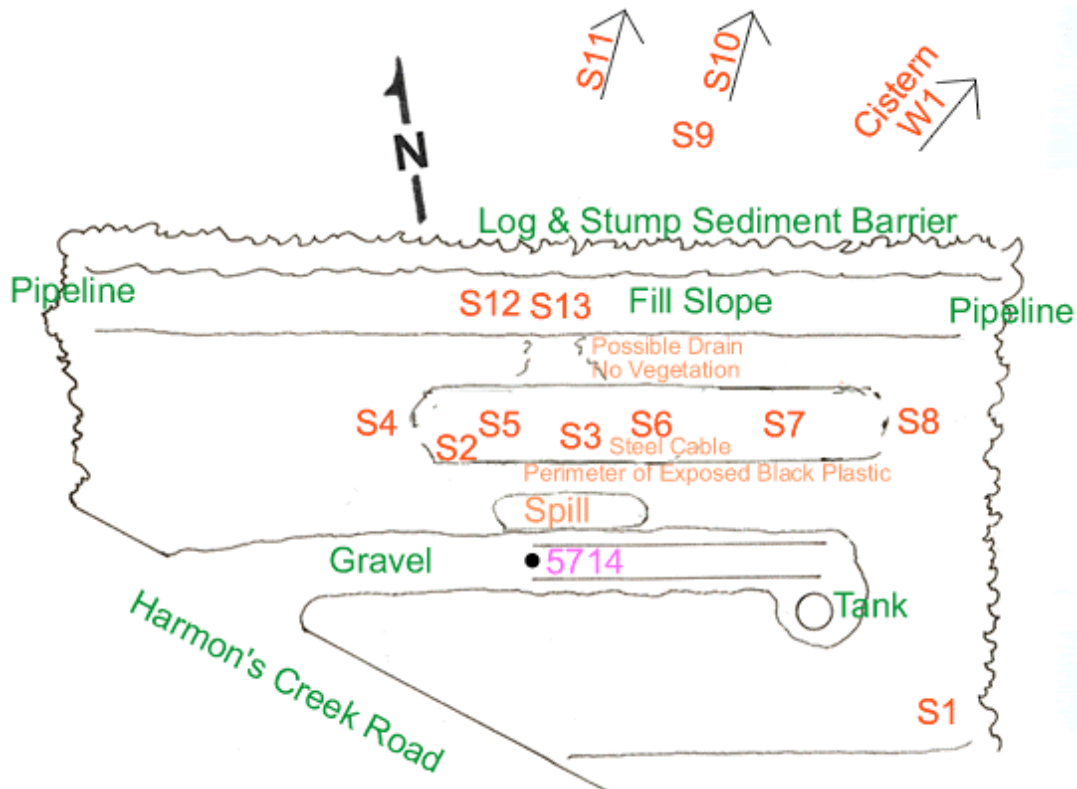 S11
S10
Cistern
W1
S9
N
Log & Stump Sediment Barrier
Pipeline
S12 S13
Fill Slope
Pipeline
Possible Drain
No Vegetation
S4
S2
S5
S3
S6
S7
S8
Steel Cable
Perimeter of Exposed Black Plastic
Spill
Gravel
5714
Tank
Harmon's Creek Road
S1